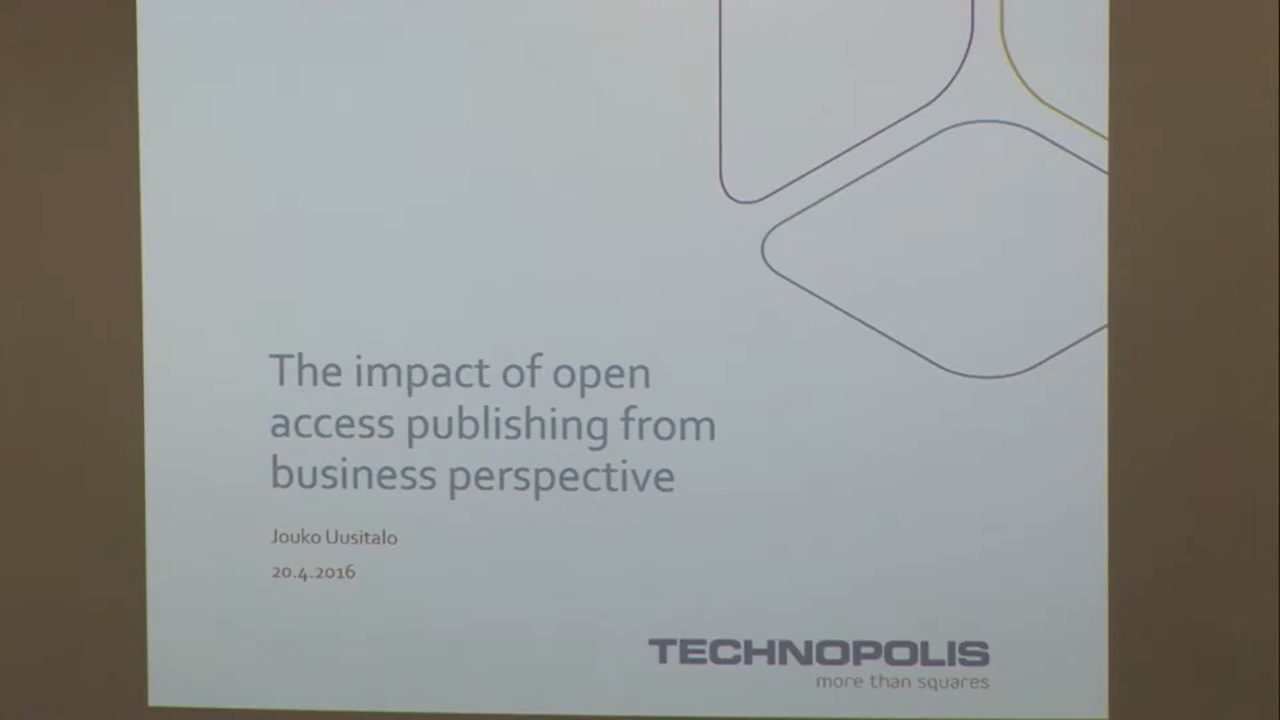 The impact of open
access publishing from
business perspective
Jouko Uusitalo
20.4.2016
TECHNOPOLIS
more than squares